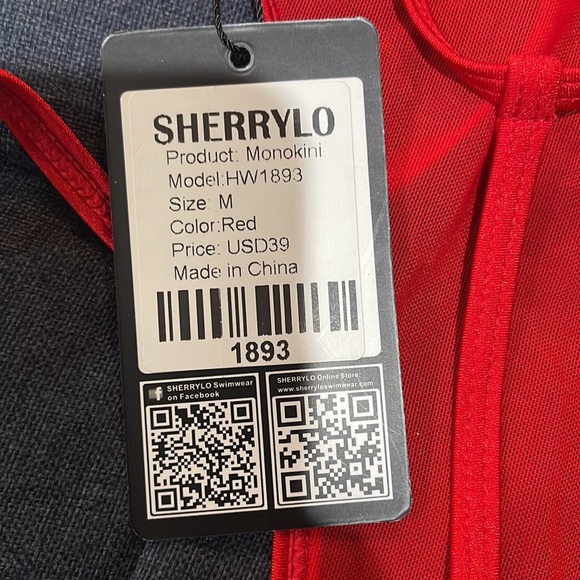 SHERRYLO
Product: Monokini
Model:HW1893
Size: M
Color:Red
Price: USD39
Made in China
1893
SHERRYLO Swimwear
on Facebook
SHERRYLO Online Store:
www.sherryloswimwear.com